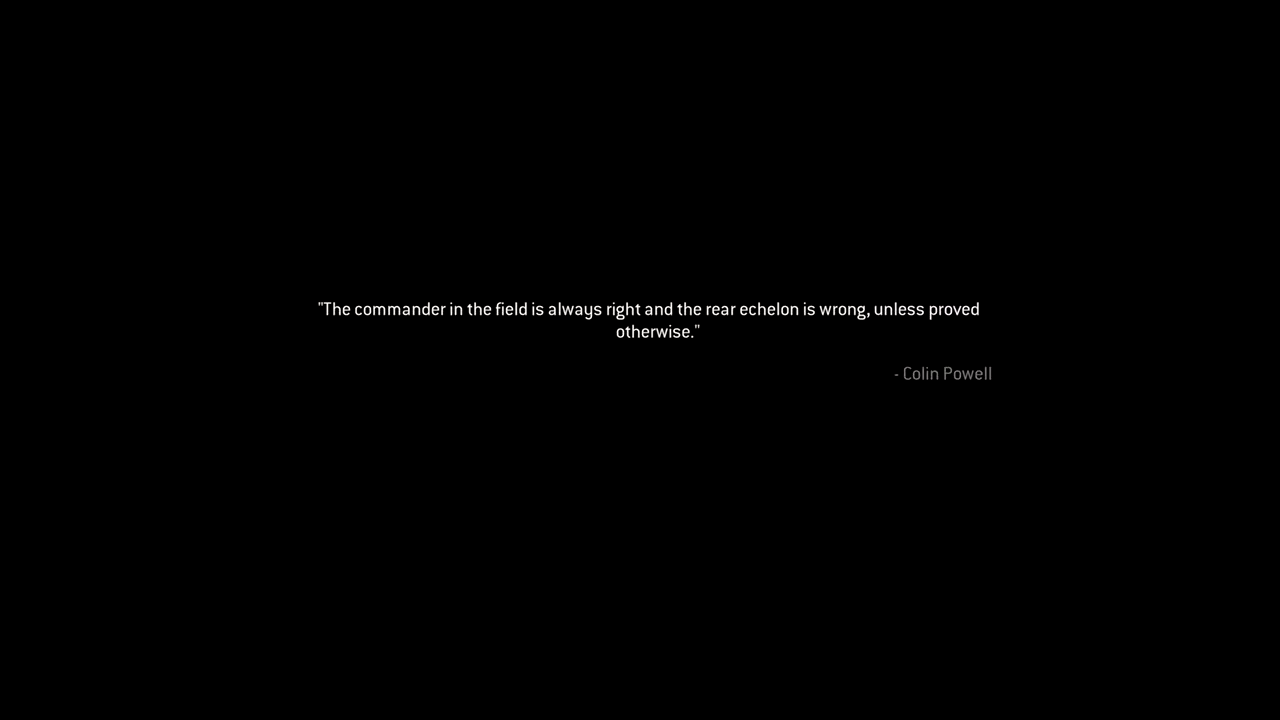 "The commander in the field is always right and the rear echelon is wrong, unless proved
otherwise."
- Colin Powell